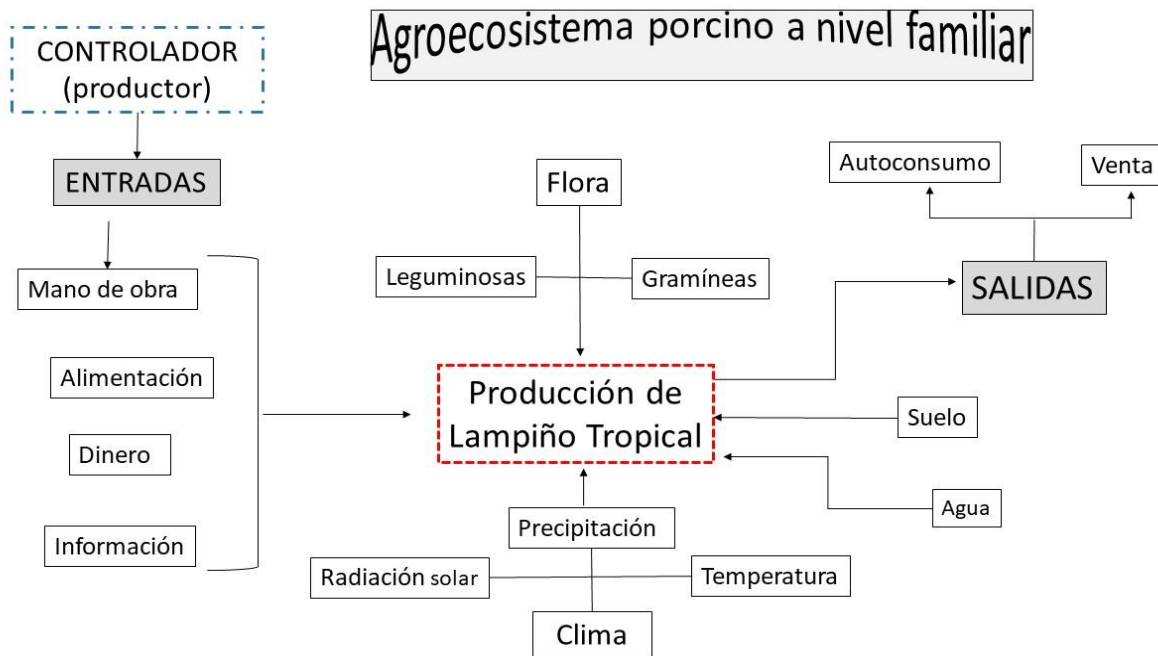 Agroecosistema porcino a nivel familiar
CONTROLADOR
(productor)
ENTRADAS
Mano de obra
Alimentación
Dinero
Información
Flora
Leguminosas
Gramíneas
Producción de
Lampiño Tropical
Precipitación
Radiación solar
Temperatura
Clima
Autoconsumo
Venta
SALIDAS
Suelo
Agua